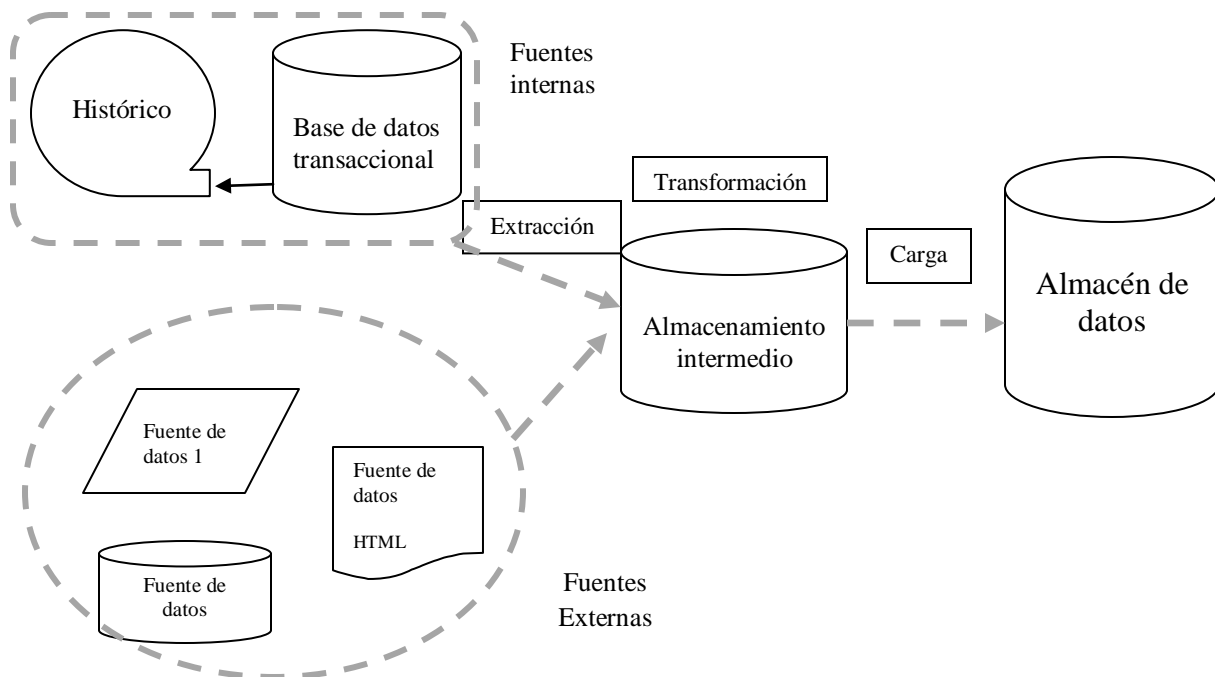 Fuentes
internas
Histórico
Base de datos
transaccional
Transformación
Extracción
Carga
Almacenamiento
intermedio
Almacén de
datos
Fuente de
datos 1
Fuente de
datos
HTML
Fuente de
datos
Fuentes
Externas